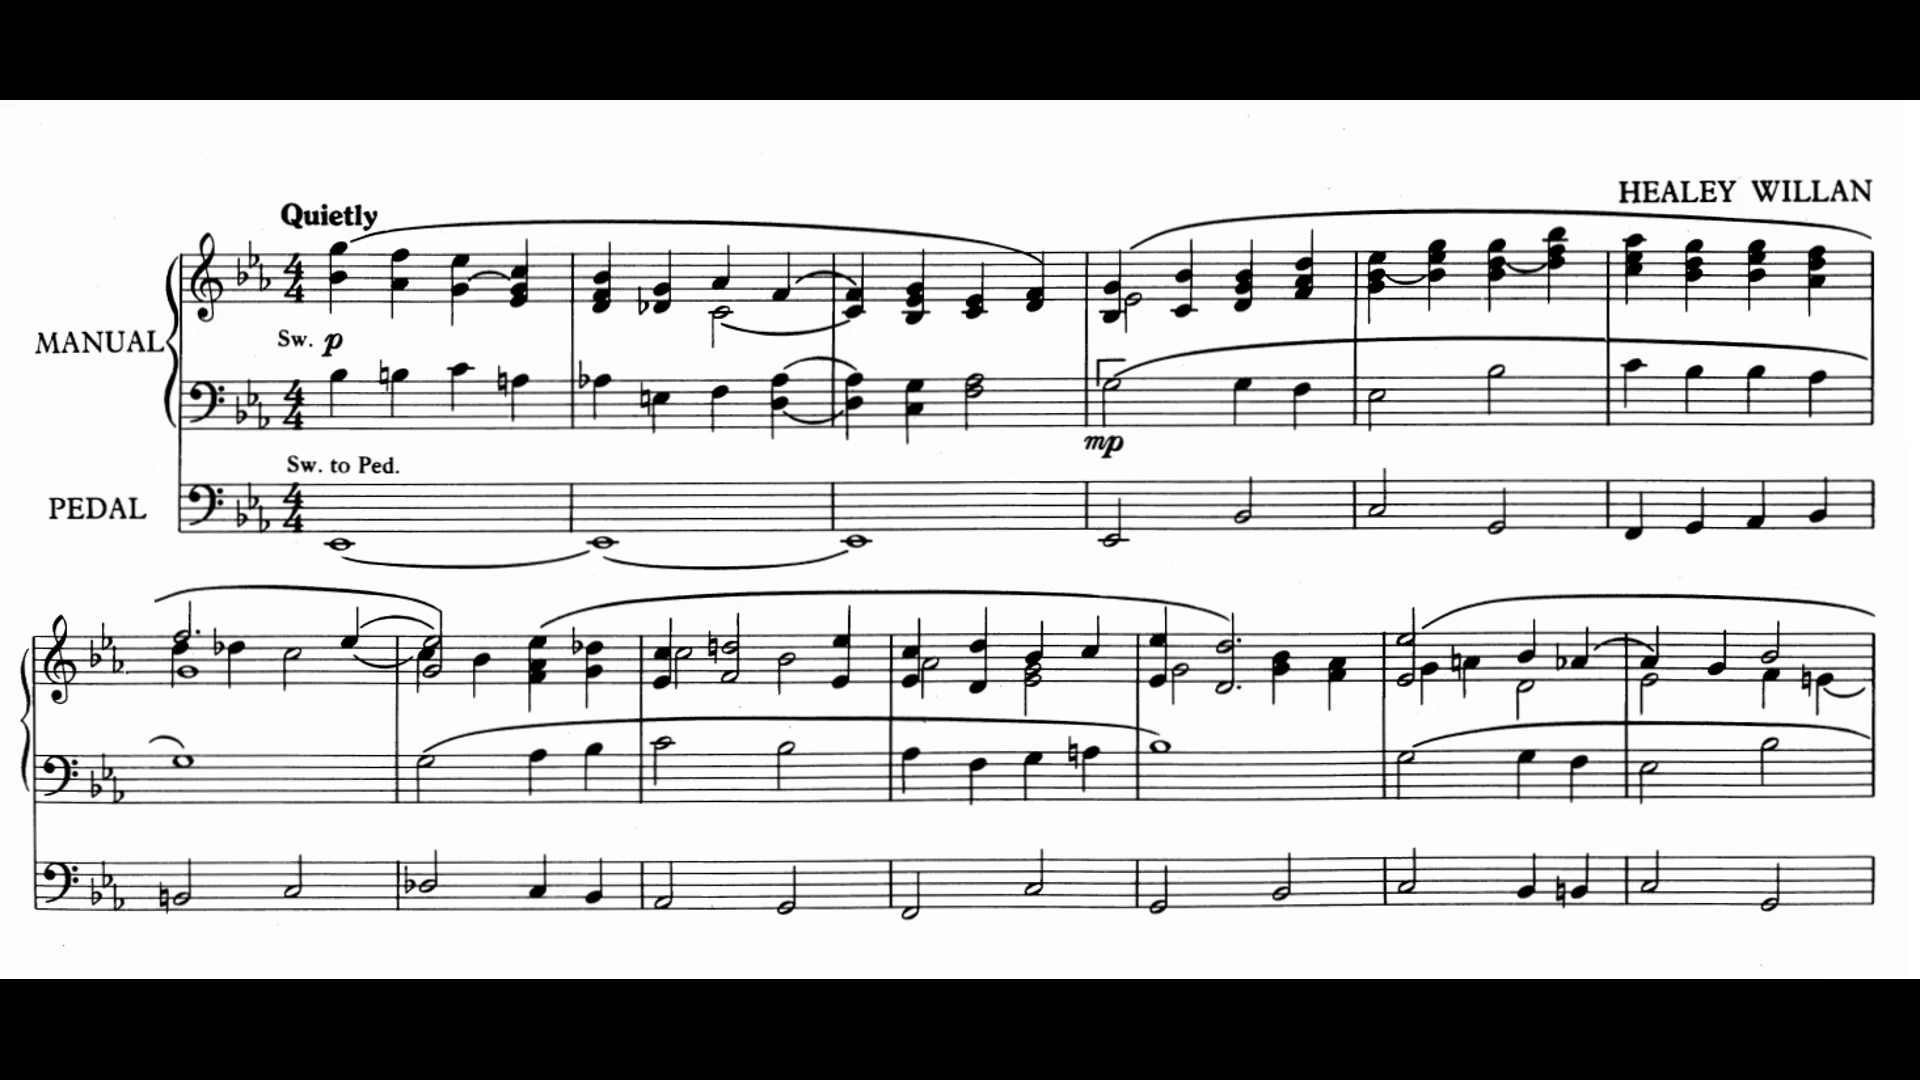 HEALEY WILLAN
Quietly
MANUAL
Sw. p
mp
Sw. to Ped.
PEDAL